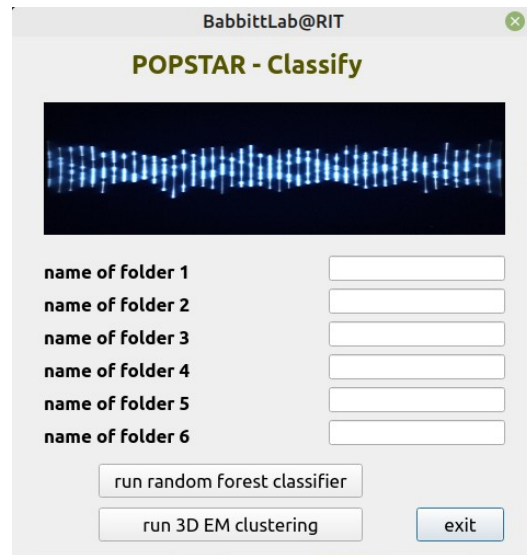 BabbittLab@RIT
POPSTAR - Classify
name of folder 1
name of folder 2
name of folder 3
name of folder 4
name of folder 5
name of folder 6
run random forest classifier
run 3D EM clustering
exit